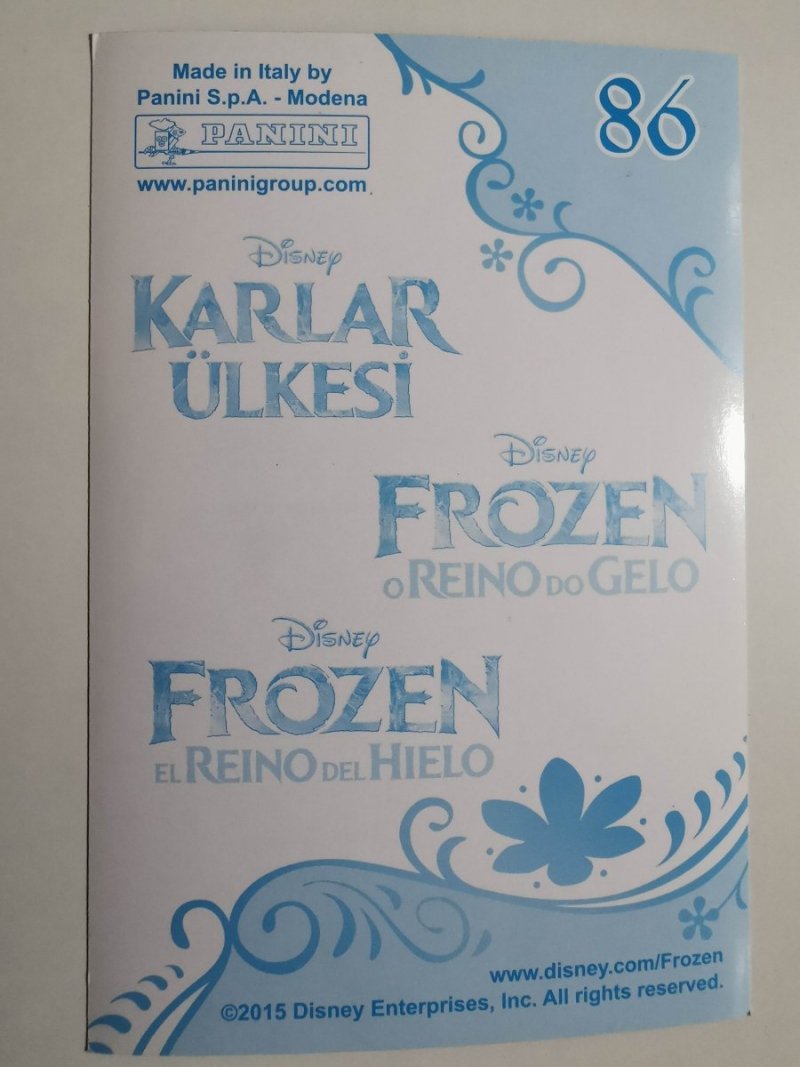 Made in Italy by
Panini S.p.A. - Modena
PANINI
www.paninigroup.com
86
Disney
KARLAR
ÜLKESİ
Disney
FROZEN
O REINO DO GELO
Disney
FROZEN
EL REINO DEL HIELO
www.disney.com/Frozen
©2015 Disney Enterprises, Inc. All rights reserved.